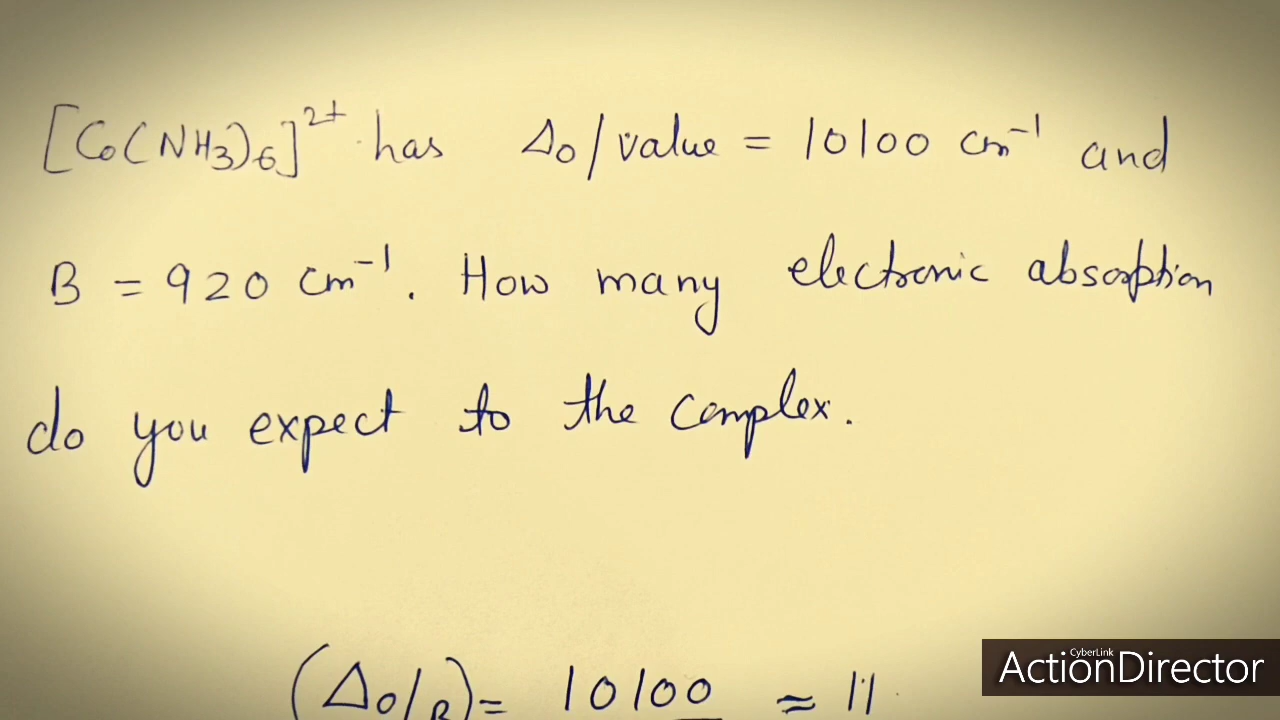 [Co(NH3)6]2+ has Δo/value = 10100 cm-1 and
B = 920 cm-1. How many electronic absorption
do you expect to the complex.
(Δo/B) = 10100 ≈ 11
CyberLink
ActionDirector